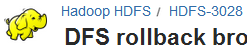 Hadoop HDFS / HDFS-3028
DFS rollback bro